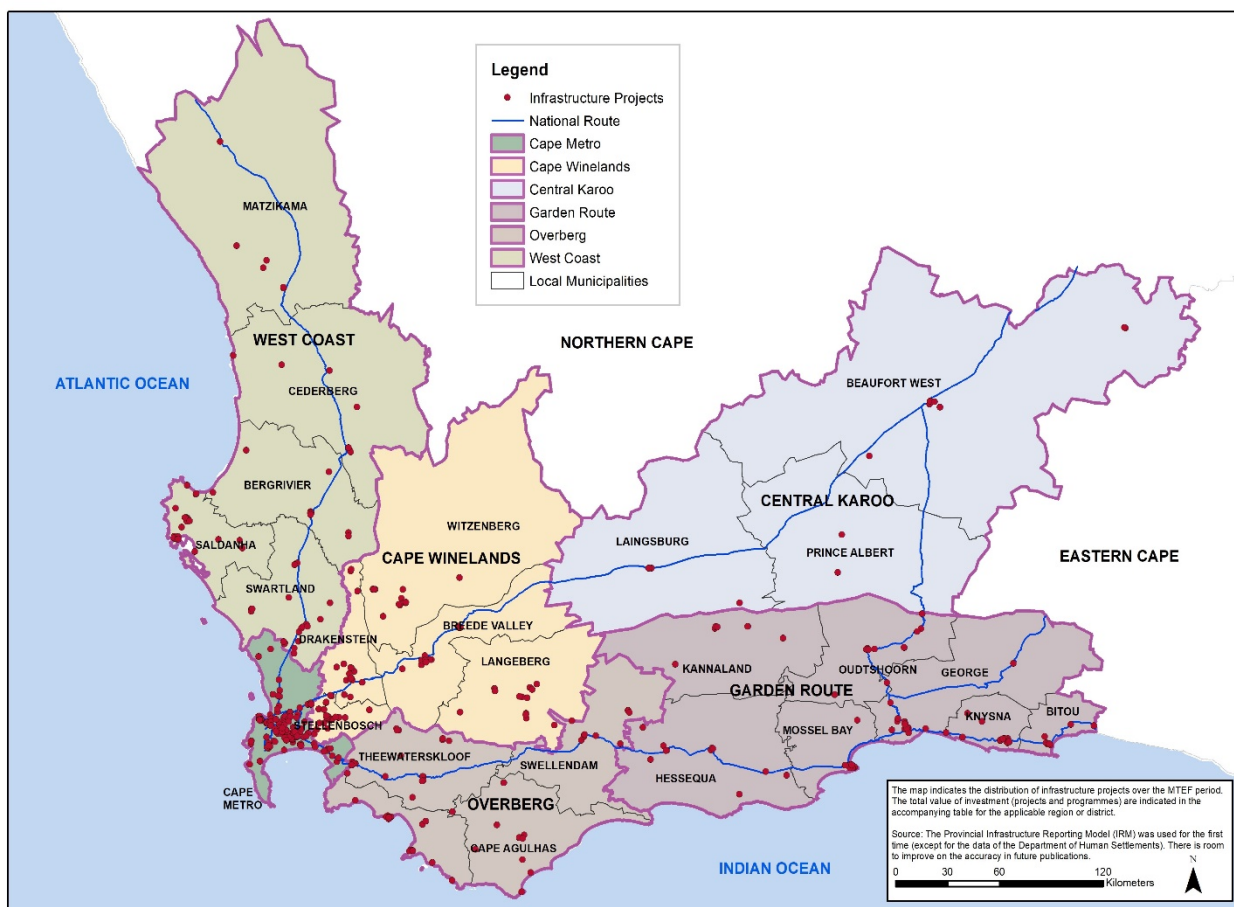 Legend
Infrastructure Projects
National Route
Cape Metro
Cape Winelands
Central Karoo
Garden Route
Overberg
West Coast
Local Municipalities
MATZIKAMA
WEST COAST
NORTHERN CAPE
ATLANTIC OCEAN
CEDERBERG
BEAUFORT WEST
BERGRIVIER
CENTRAL KAROO
WITZENBERG
SALDANHA
LAINGSBURG
PRINCE ALBERT
CAPE WINELANDS
EASTERN CAPE
SWARTLAND
BREEDE VALLEY
DRAKENSTEIN
LANGEBERG
KANNALAND
OUDTSHOORN
GEORGE
GARDEN ROUTE
BITOU
KNYSNA
STELLENBOSCH
MOSSEL BAY
THEEWATERSKLOOF
SWELLENDAM
HESSEQUA
CAPE
METRO
OVERBERG
CAPE AGULHAS
INDIAN OCEAN
The map indicates the distribution of infrastructure projects over the MTEF period.
The total value of investment (projects and programmes) are indicated in the
accompanying table for the applicable region or district.
Source: The Provincial Infrastructure Reporting Model (IRM) was used for the first
time (except for the data of the Department of Human Settlements). There is room
to improve on the accuracy in future publications.
N
0 30 60 120
Kilometers